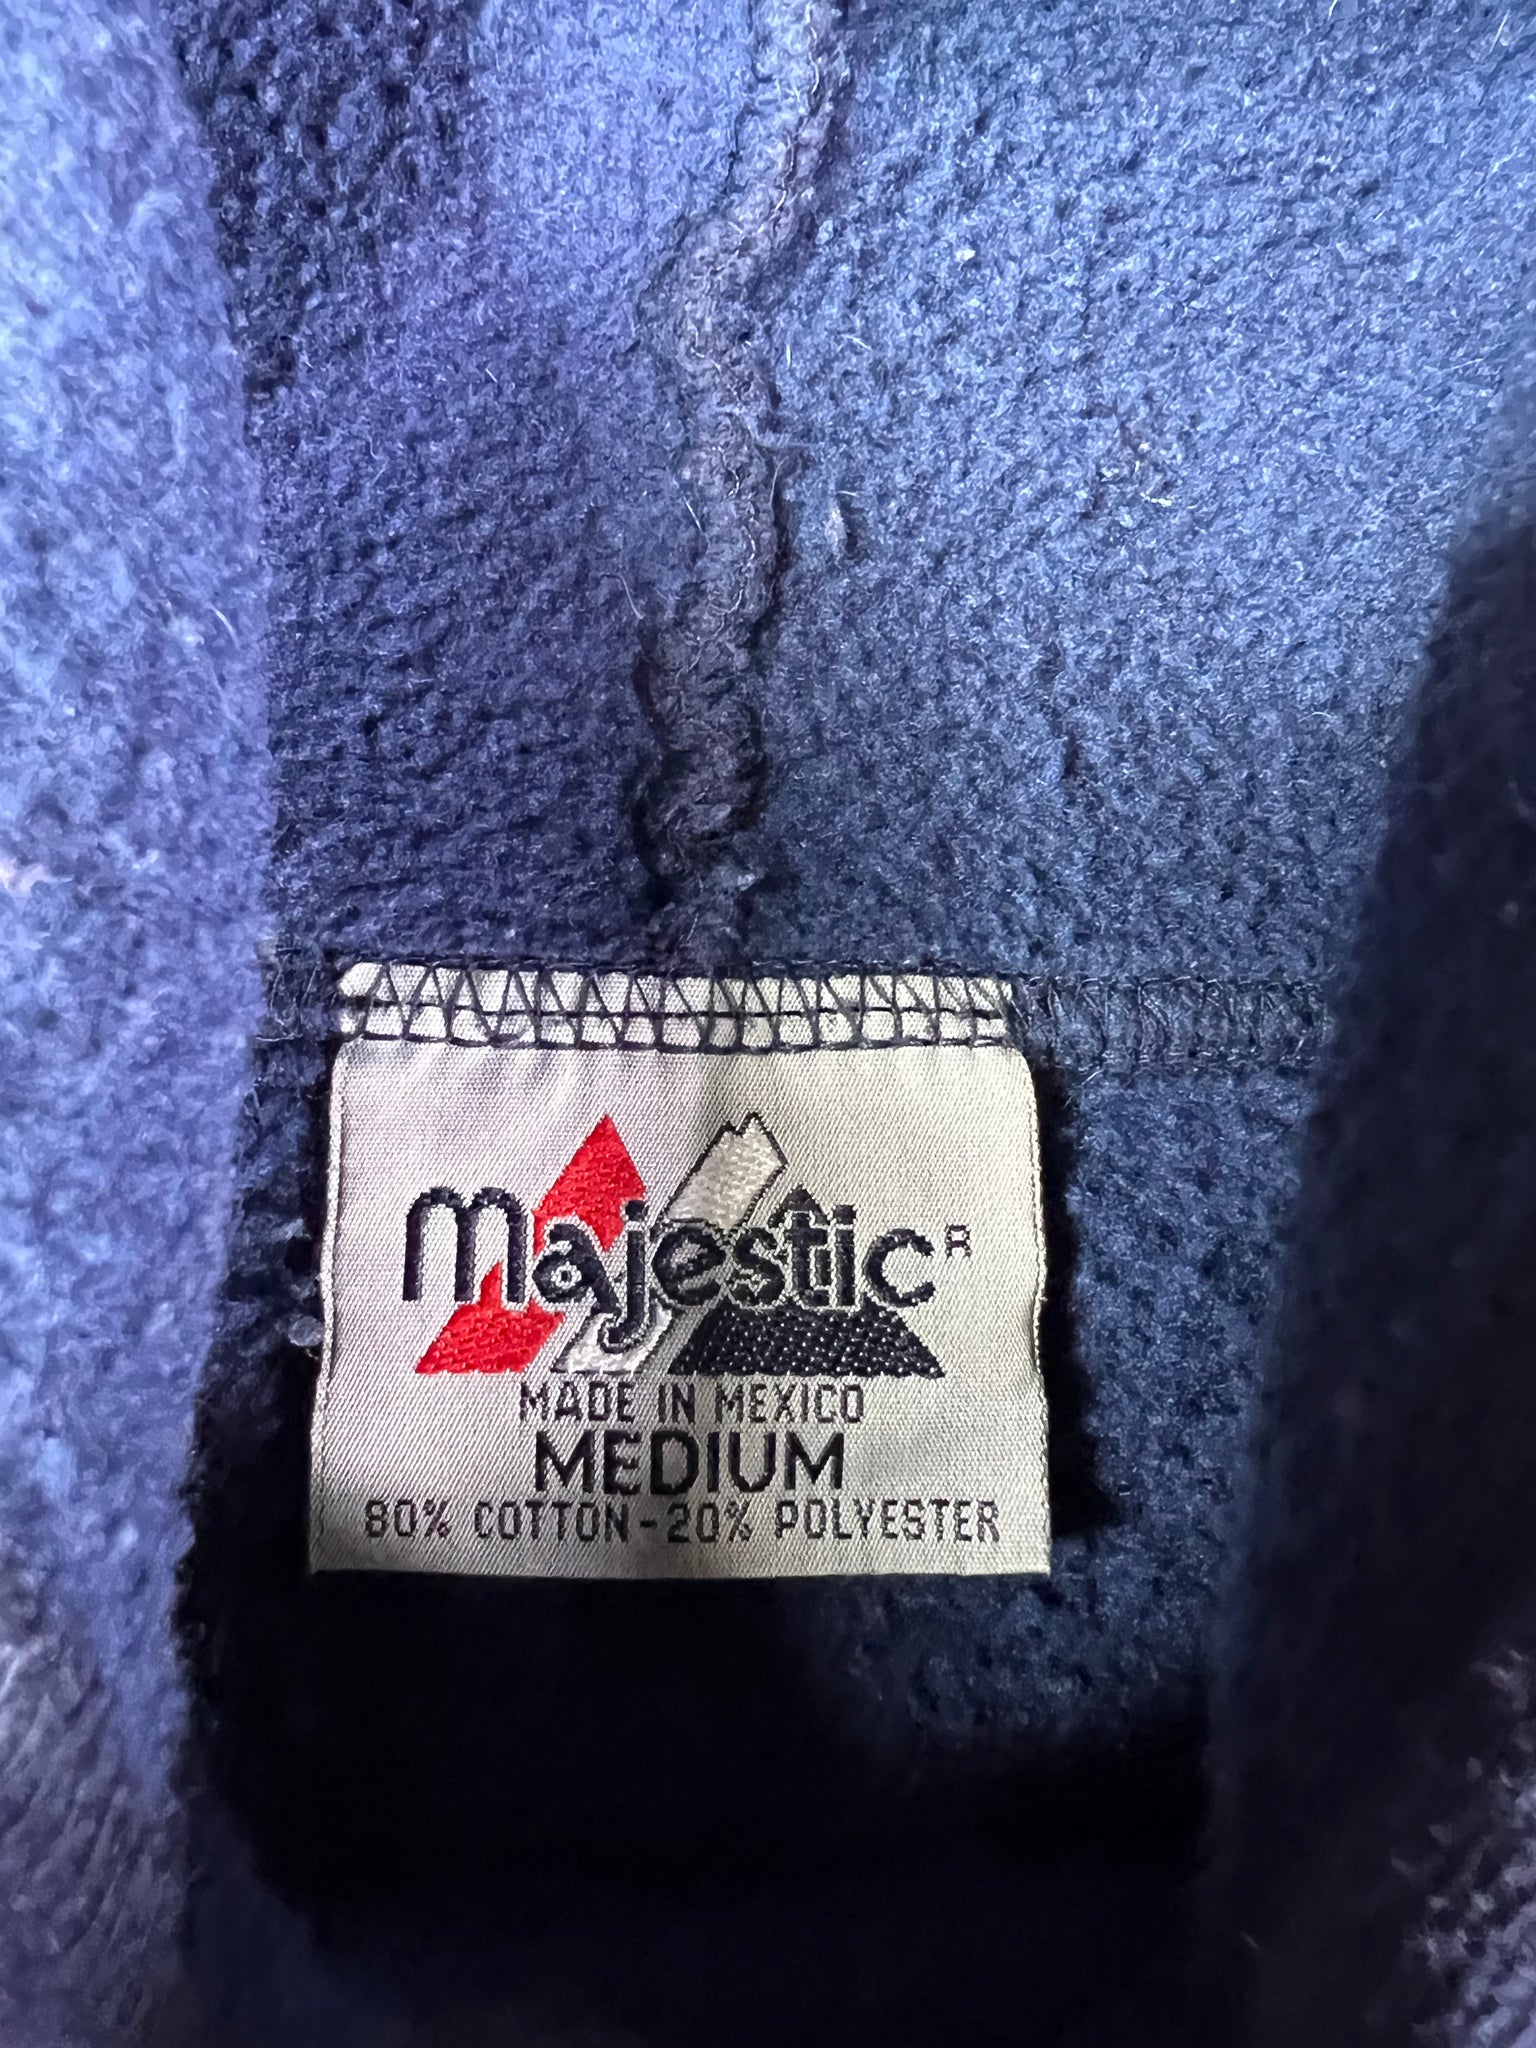 Majestic®
MADE IN MEXICO
MEDIUM
80% COTTON-20% POLYESTER